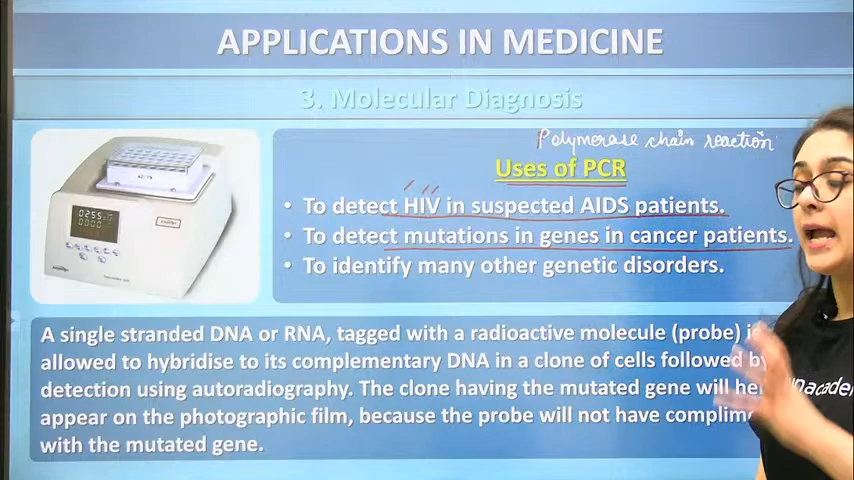 APPLICATIONS IN MEDICINE
3. Molecular Diagnosis
Polymerase chain reaction
Uses of PCR
• To detect HIV in suspected AIDS patients.
• To detect mutations in genes in cancer patients.
• To identify many other genetic disorders.
A single stranded DNA or RNA, tagged with a radioactive molecule (probe) is
allowed to hybridise to its complementary DNA in a clone of cells followed by
detection using autoradiography. The clone having the mutated gene will
appear on the photographic film, because the probe will not have
with the mutated gene.